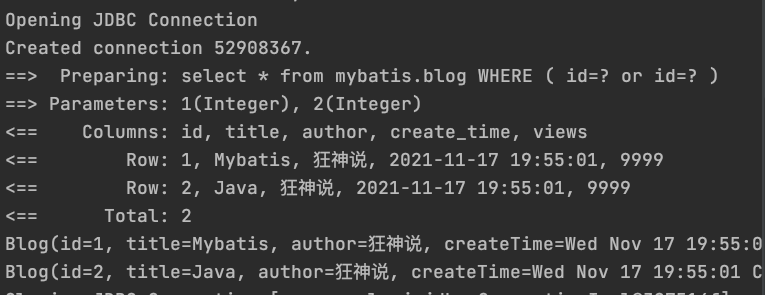 Opening JDBC Connection
Created connection 52908367.
==>  Preparing: select * from mybatis.blog WHERE ( id=? or id=? )
==> Parameters: 1(Integer), 2(Integer)
<==    Columns: id, title, author, create_time, views
<==        Row: 1, Mybatis, 狂神说, 2021-11-17 19:55:01, 9999
<==        Row: 2, Java, 狂神说, 2021-11-17 19:55:01, 9999
<==      Total: 2
Blog(id=1, title=Mybatis, author=狂神说, createTime=Wed Nov 17 19:55:0
Blog(id=2, title=Java, author=狂神说, createTime=Wed Nov 17 19:55:01 C